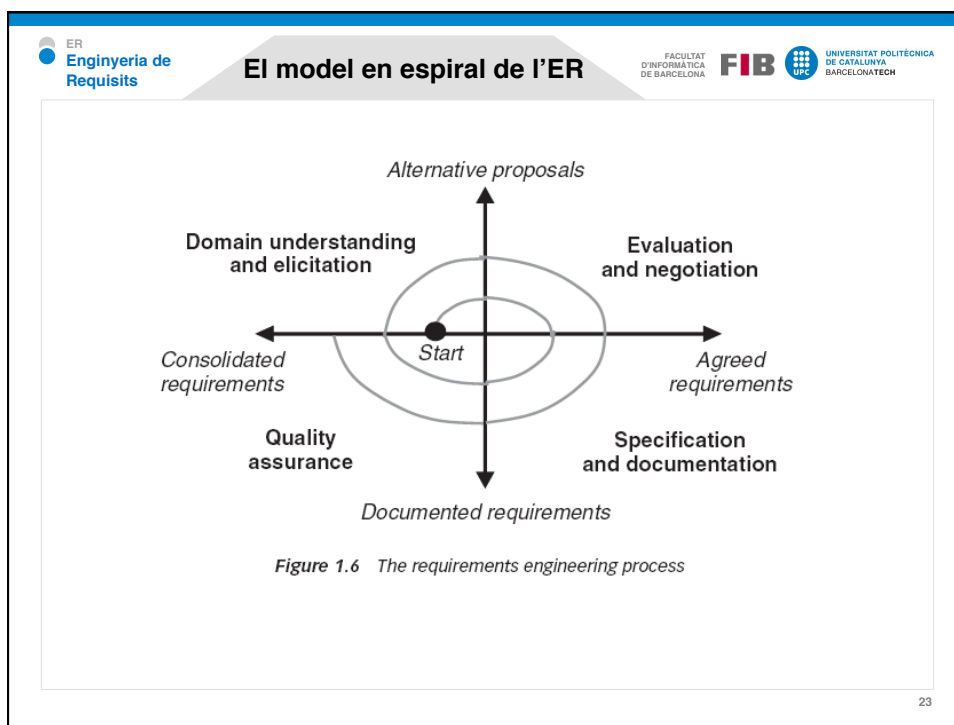 ER
Enginyeria de
Requisits
El model en espiral de l’ER
FACULTAT
D’INFORMÀTICA
DE BARCELONA
FIB
UPC
UNIVERSITAT POLITÈCNICA
DE CATALUNYA
BARCELONATECH
Alternative proposals
Domain understanding
and elicitation
Evaluation
and negotiation
Start
Consolidated
requirements
Agreed
requirements
Quality
assurance
Specification
and documentation
Documented requirements
Figure 1.6 The requirements engineering process
23